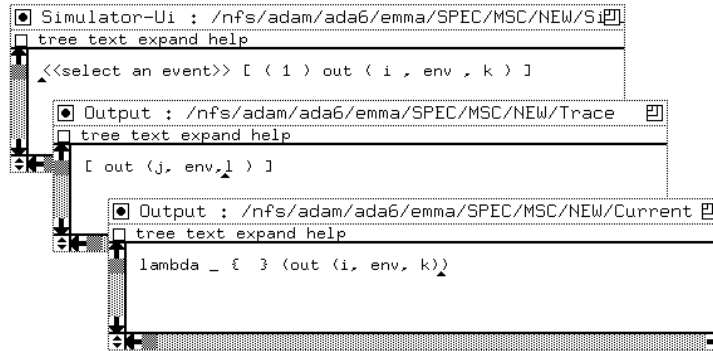 Simulator-Ui : /nfs/adam/ada6/emma/SPEC/MSC/NEW/Si
tree text expand help
<<select an event>> [ ( 1 ) out ( i , env , k ) ]
Output : /nfs/adam/ada6/emma/SPEC/MSC/NEW/Trace
tree text expand help
[ out (j, env,l ) ]
Output : /nfs/adam/ada6/emma/SPEC/MSC/NEW/Current
tree text expand help
lambda _ { } (out (i, env, k))